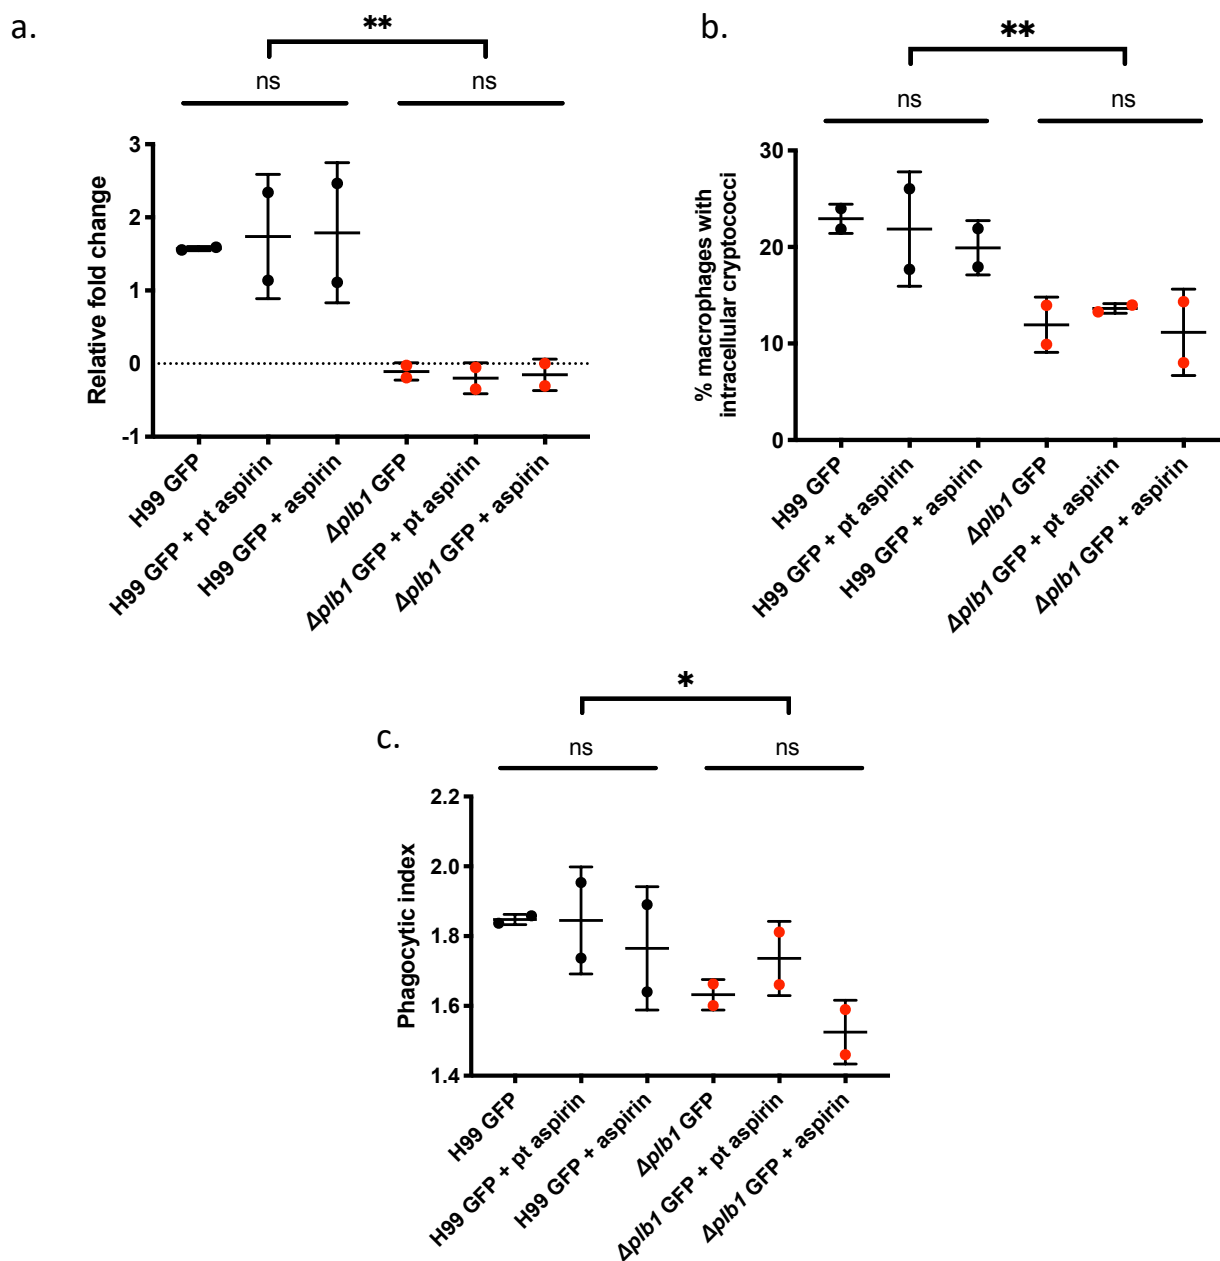 a.
**
ns
ns
Relative fold change
3
2
1
0
-1
H99 GFP
H99 GFP + pt aspirin
H99 GFP + aspirin
Δplb1 GFP
Δplb1 GFP + pt aspirin
Δplb1 GFP + aspirin
b.
**
ns
ns
% macrophages with
intracellular cryptococci
30
20
10
0
H99 GFP
H99 GFP + pt aspirin
H99 GFP + aspirin
Δplb1 GFP
Δplb1 GFP + pt aspirin
Δplb1 GFP + aspirin
c.
*
ns
ns
Phagocytic index
2.2
2.0
1.8
1.6
1.4
H99 GFP
H99 GFP + pt aspirin
H99 GFP + aspirin
Δplb1 GFP
Δplb1 GFP + pt aspirin
Δplb1 GFP + aspirin